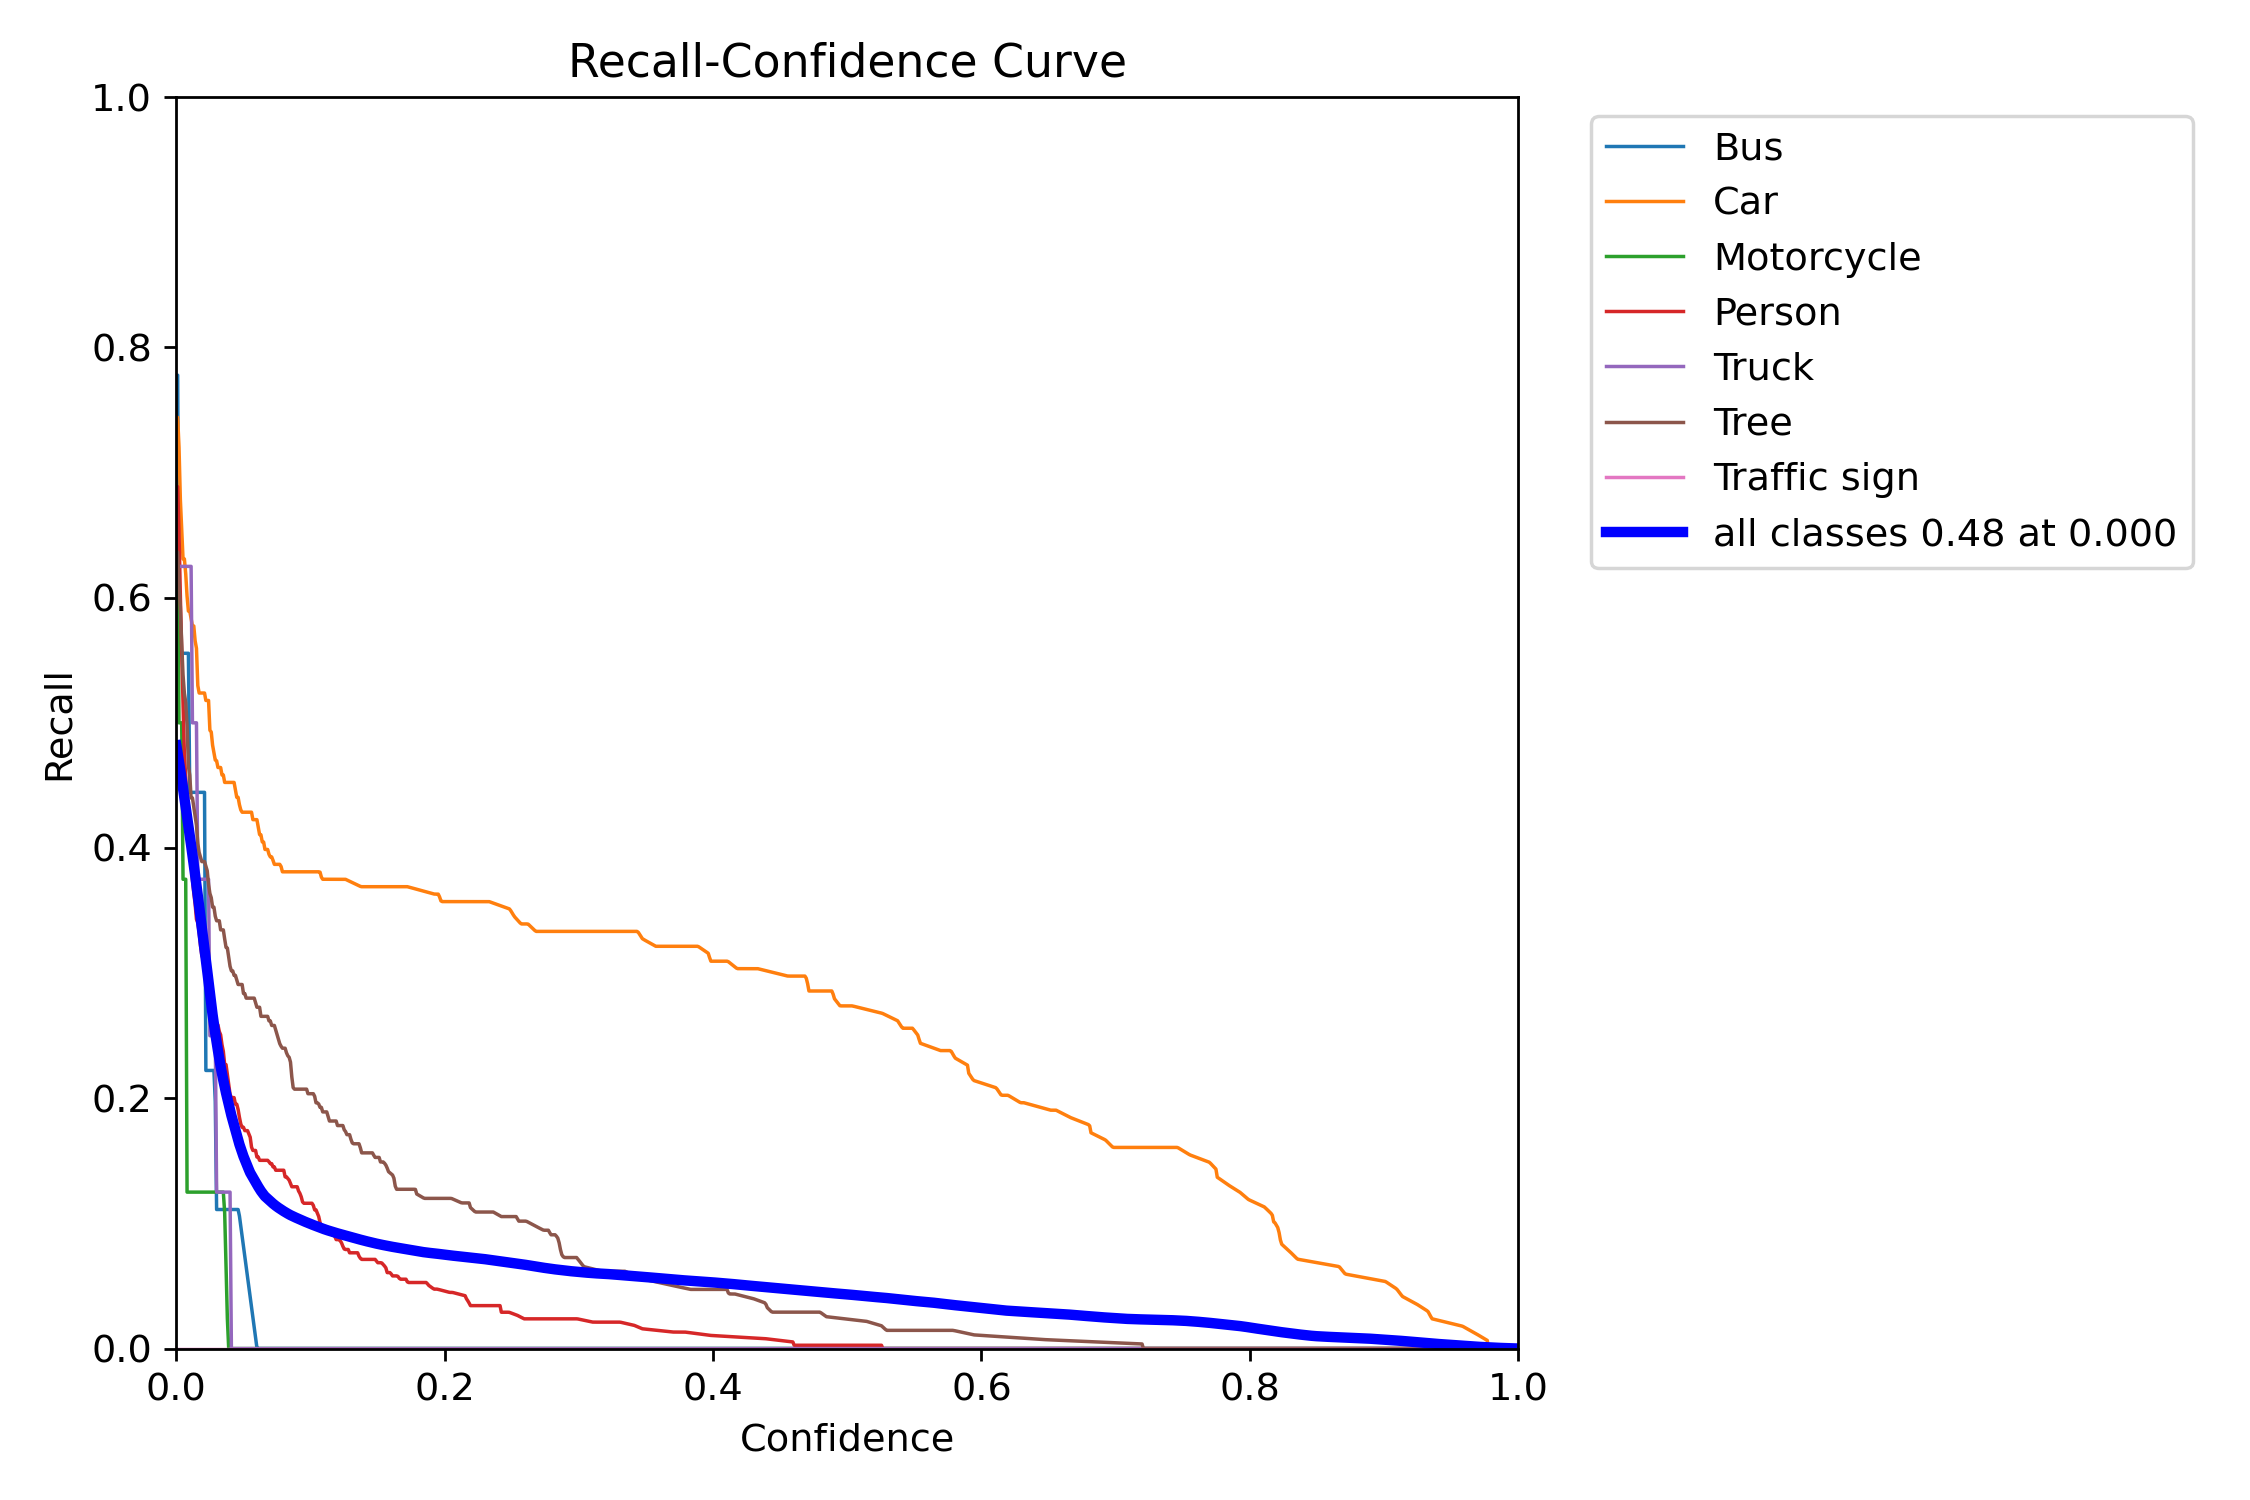 Recall-Confidence Curve
1.0
0.8
0.6
0.4
0.2
0.0
Recall
0.0 0.2 0.4 0.6 0.8 1.0
Confidence
Bus
Car
Motorcycle
Person
Truck
Tree
Traffic sign
all classes 0.48 at 0.000